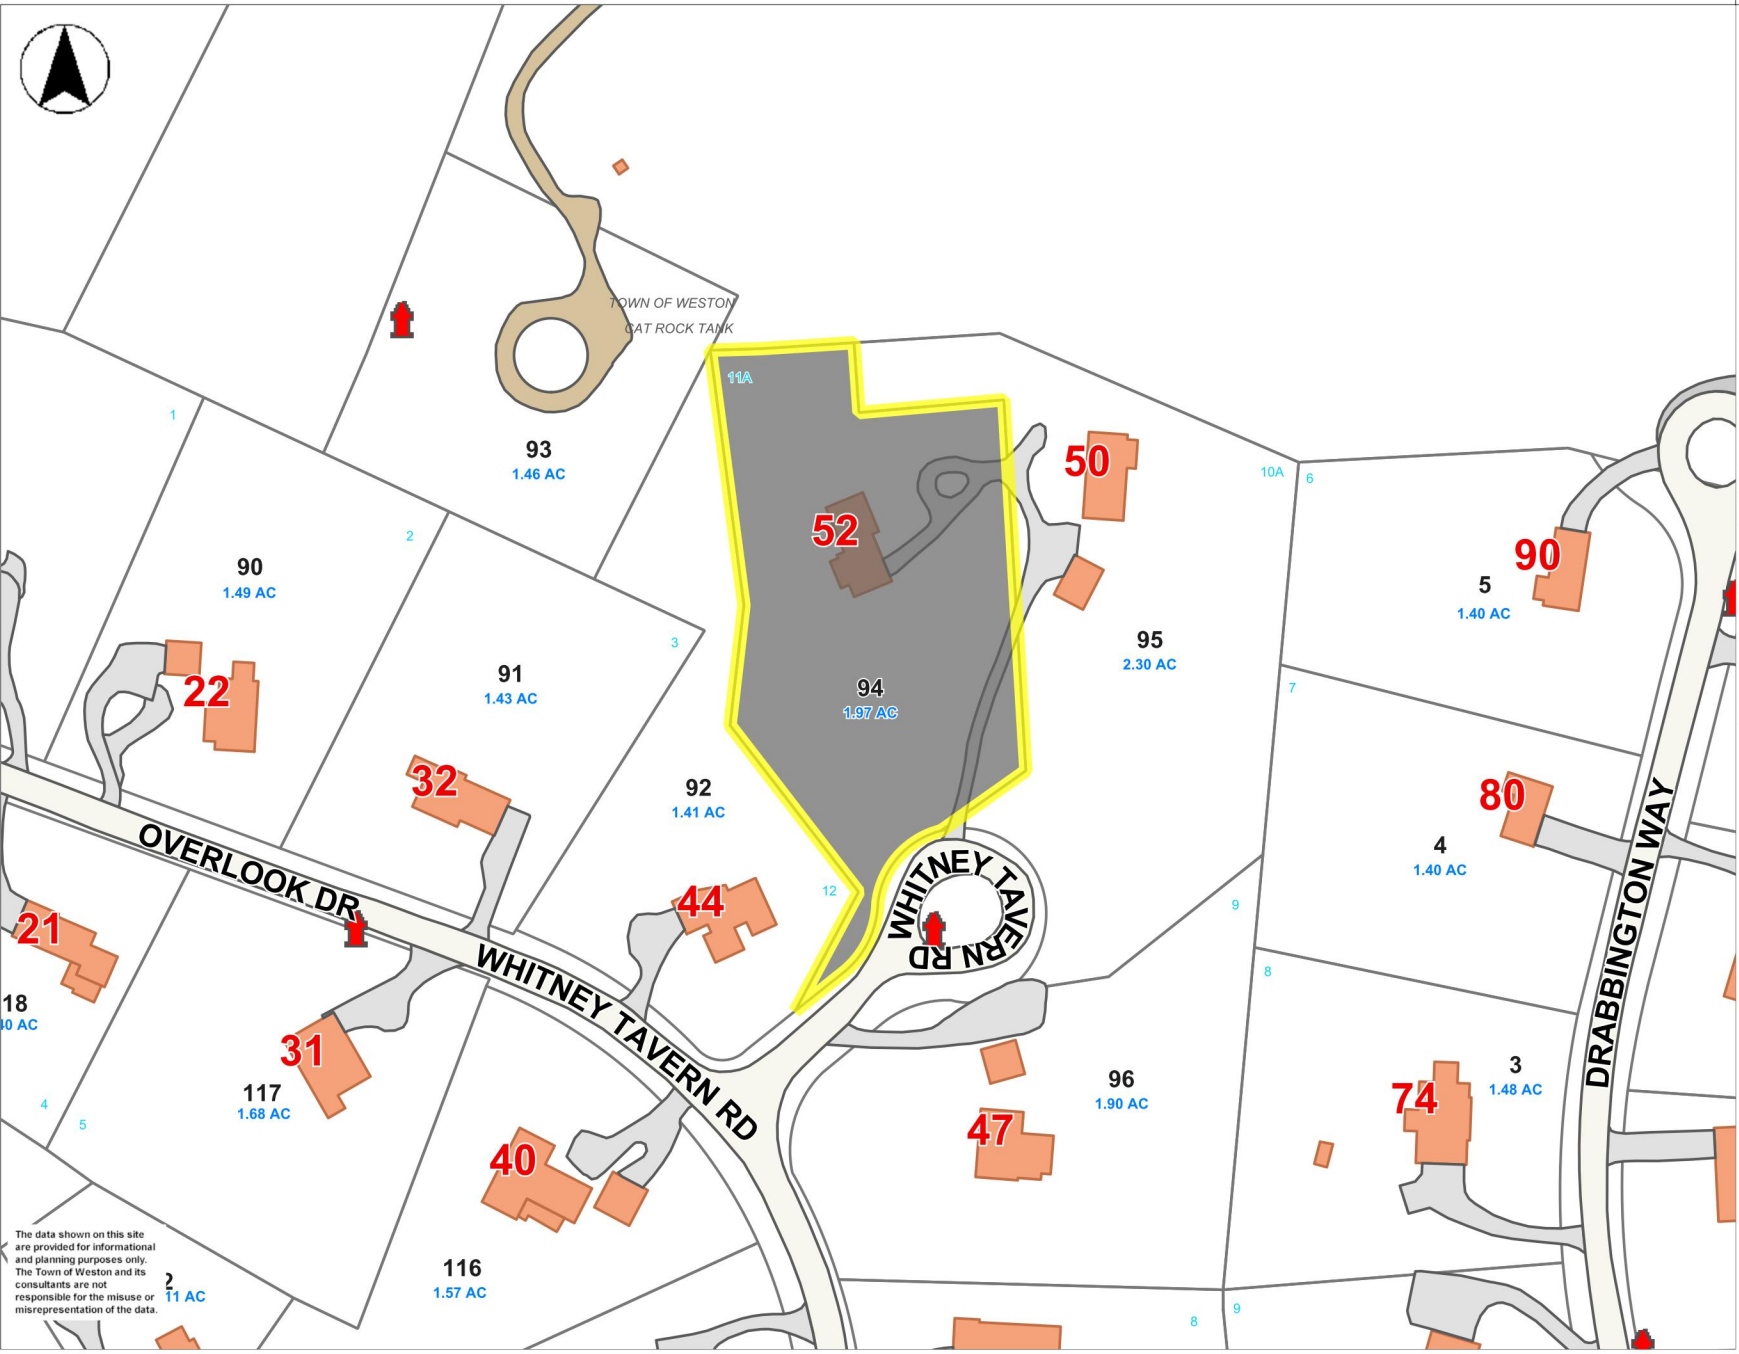 TOWN OF WESTON
CAT ROCK TANK
11A
1
93
1.46 AC
50
10A
6
2
52
90
5
1.40 AC
90
1.49 AC
3
95
2.30 AC
91
1.43 AC
22
94
1.97 AC
7
32
92
1.41 AC
80
4
1.40 AC
OVERLOOK DR
44
12
WHITNEY TAVERN RD
9
21
DRABBINGTON WAY
WHITNEY TAVERN RD
8
18
40 AC
31
117
1.68 AC
96
1.90 AC
3
1.48 AC
74
4
5
47
40
116
1.57 AC
The data shown on this site
are provided for informational
and planning purposes only.
The Town of Weston and its
consultants are not
responsible for the misuse or
misrepresentation of the data.
2
11 AC
8
9